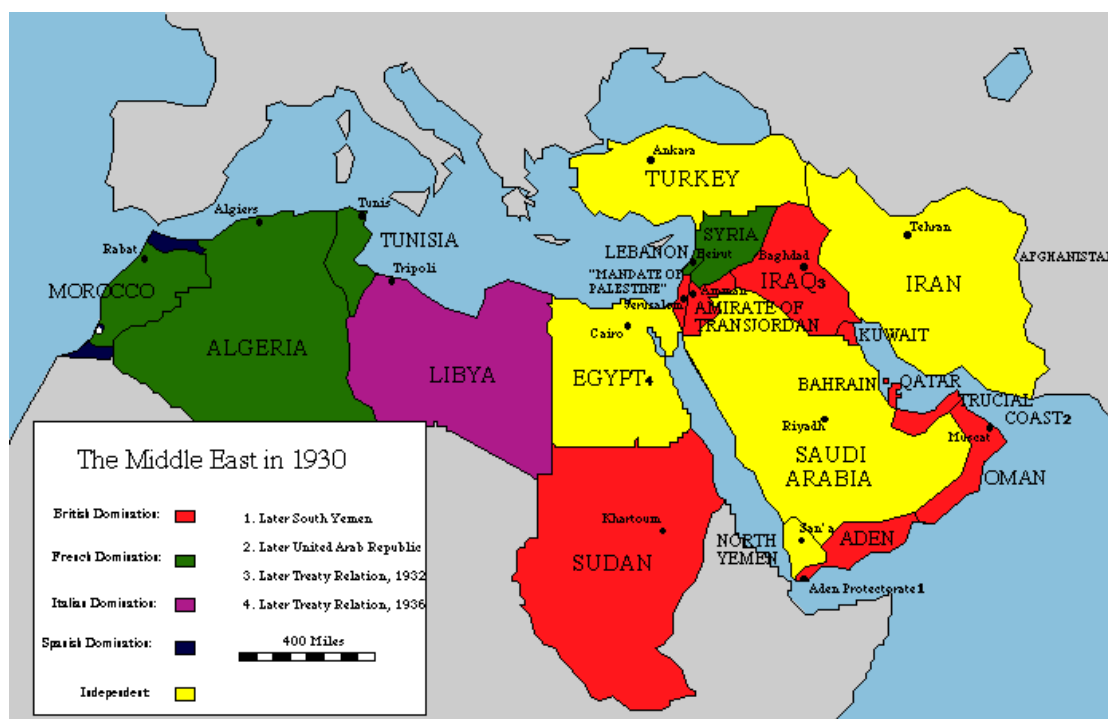 Ankara
TURKEY
Algiers
Tunis
TUNISIA
Tripoli
Rabat
MOROCCO
ALGERIA
LIBYA
LEBANON
SYRIA
Beirut
"MANDATE OF
PALESTINE"
Jerusalem
Amman
AMIRATE OF
TRANSJORDAN
Baghdad
IRAQ3
Tehran
IRAN
AFGHANISTAN
KUWAIT
Cairo
EGYPT4
BAHRAIN
QATAR
TRUCIAL
COAST2
Muscat
OMAN
Riyadh
SAUDI
ARABIA
Khartoum
SUDAN
NORTH
YEMEN
San'a
ADEN
Aden Protectorate1
The Middle East in 1930
British Domination:
French Domination:
Italian Domination:
Spanish Domination:
Independent:
1. Later South Yemen
2. Later United Arab Republic
3. Later Treaty Relation, 1932
4. Later Treaty Relation, 1936
400 Miles